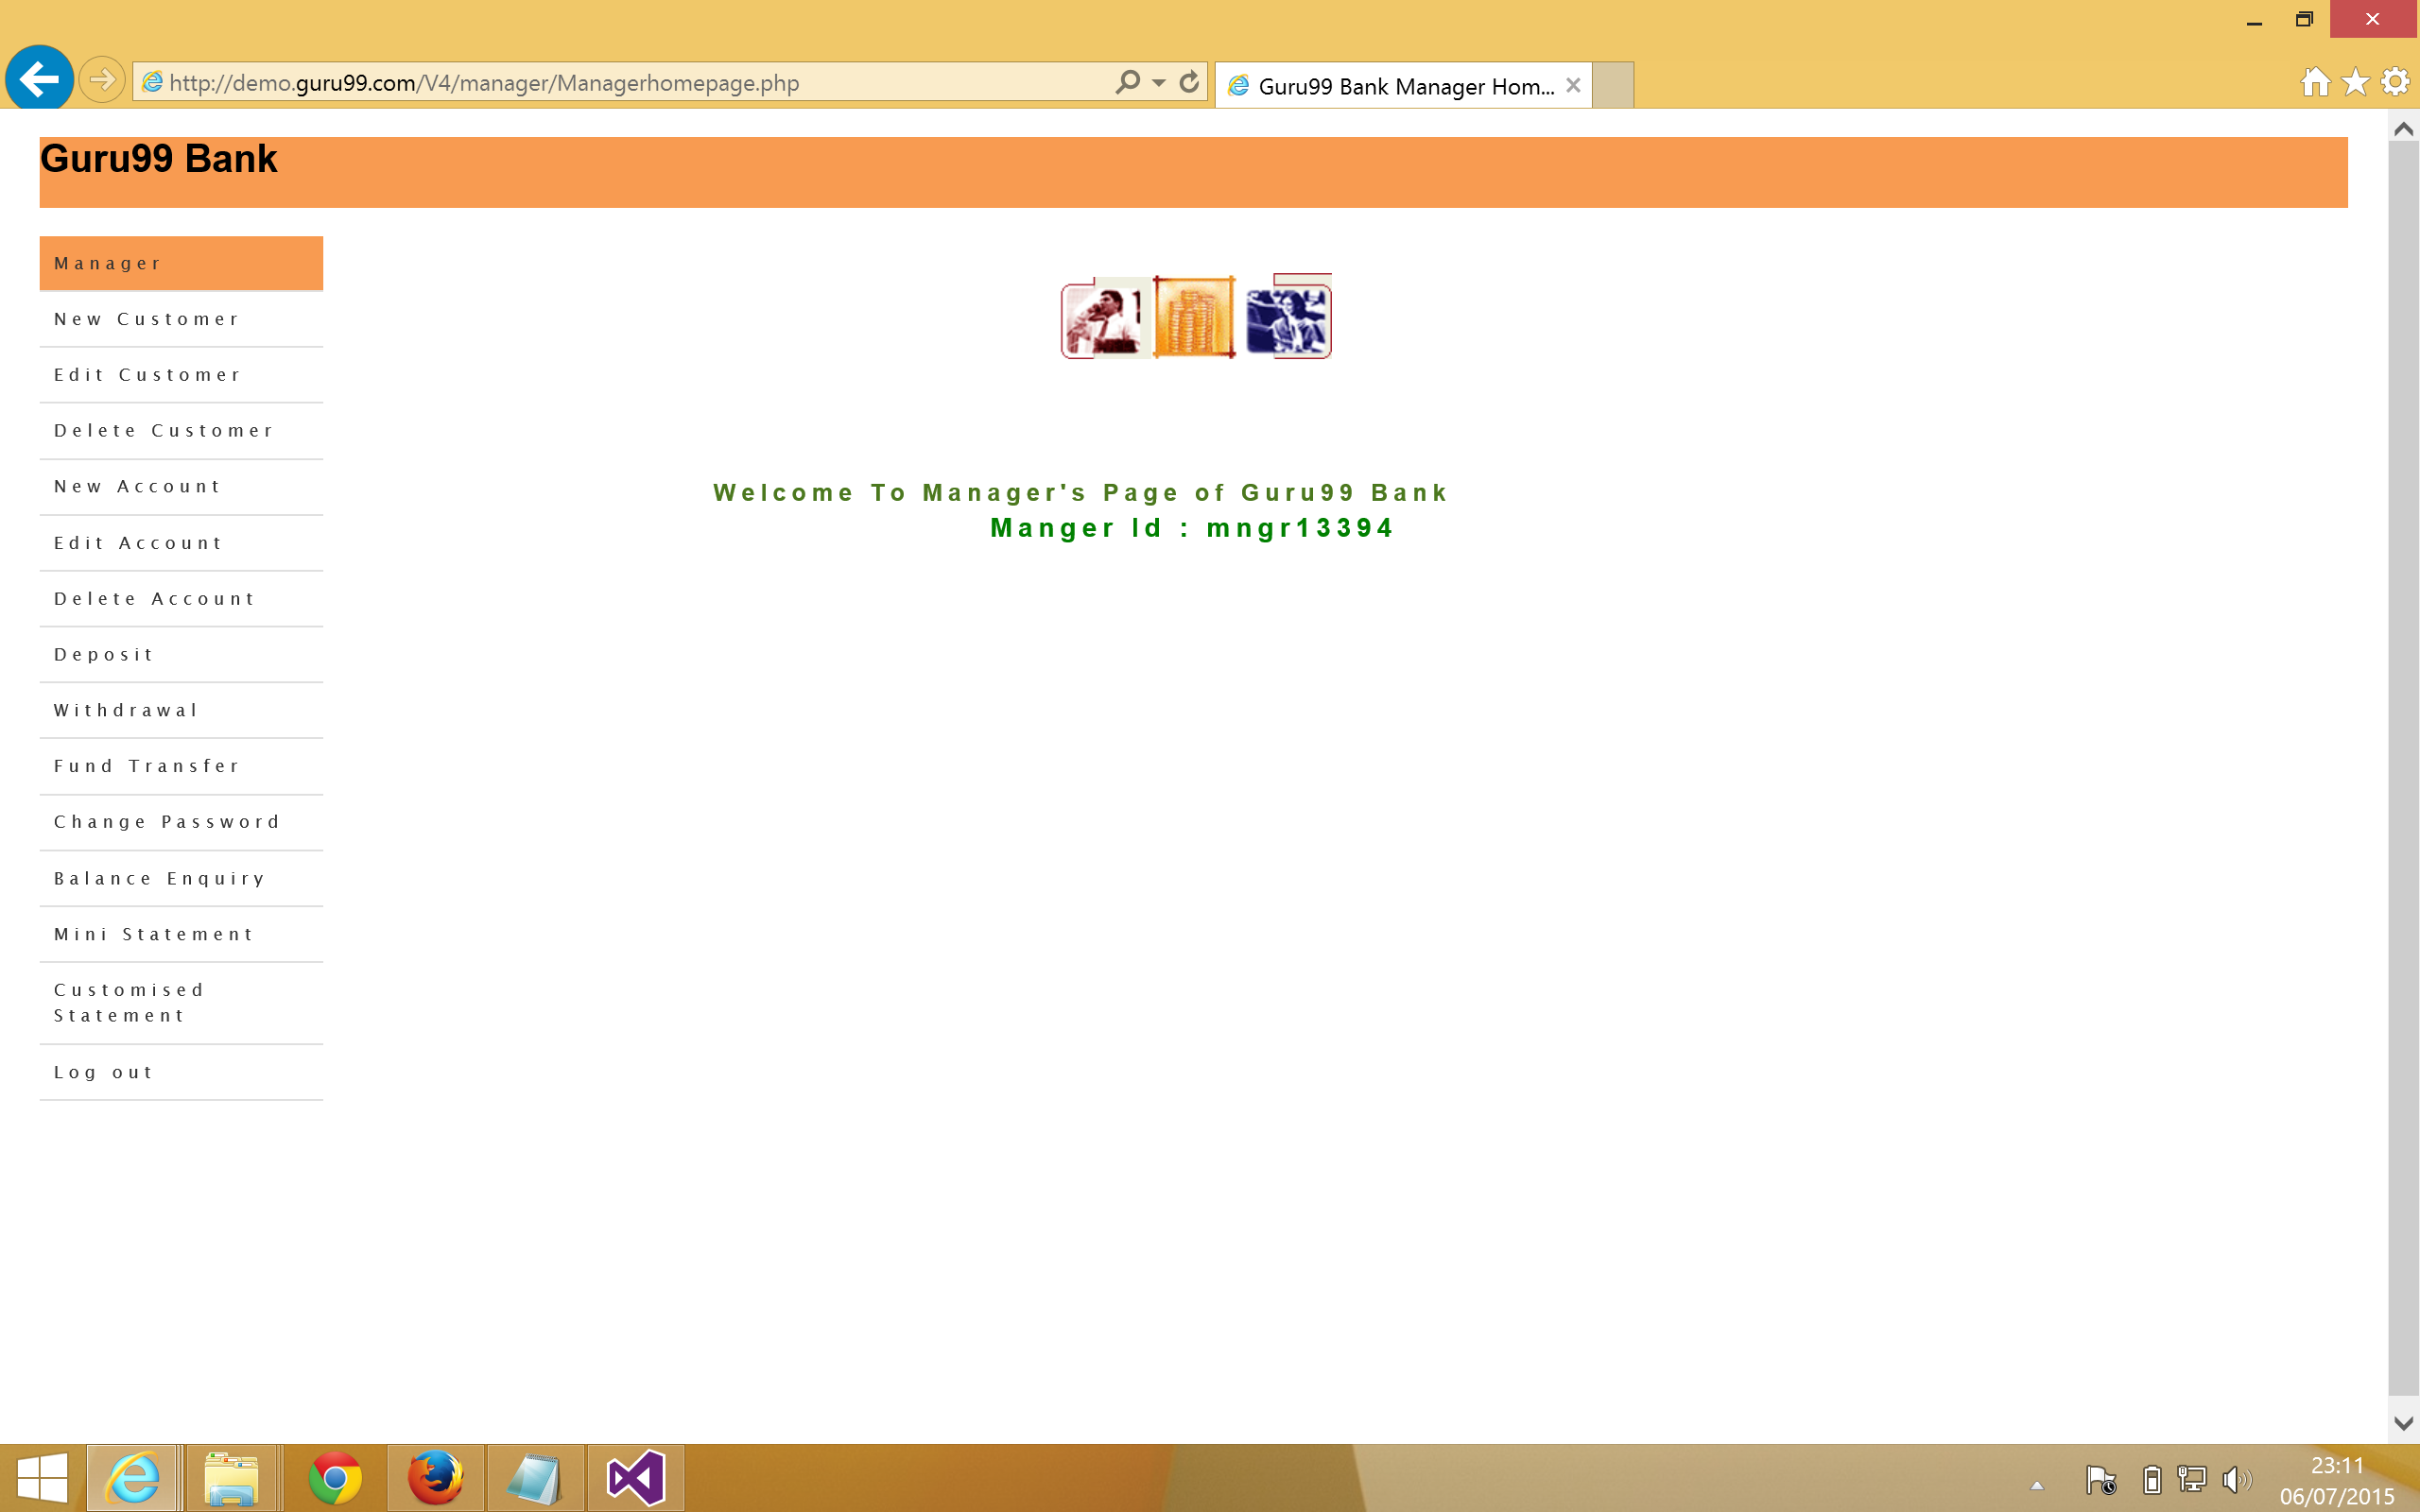 http://demo.guru99.com/V4/manager/Managerhomepage.php
Guru99 Bank Manager Hom...
Guru99 Bank
Manager
New Customer
Edit Customer
Delete Customer
New Account
Edit Account
Delete Account
Deposit
Withdrawal
Fund Transfer
Change Password
Balance Enquiry
Mini Statement
Customised
Statement
Log out
Welcome To Manager's Page of Guru99 Bank
Manger Id : mngr13394
23:11
06/07/2015